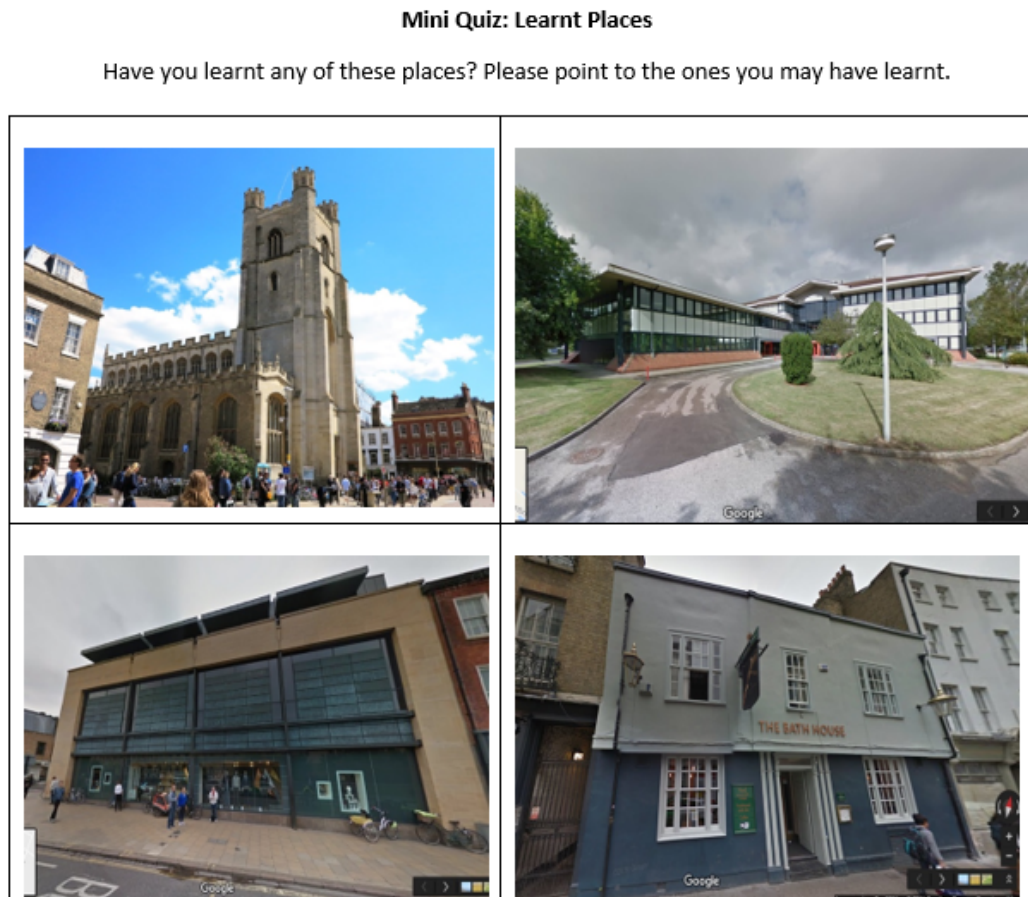 Mini Quiz: Learnt Places
Have you learnt any of these places? Please point to the ones you may have learnt.
Google
THE BATH HOUSE
Google
Google